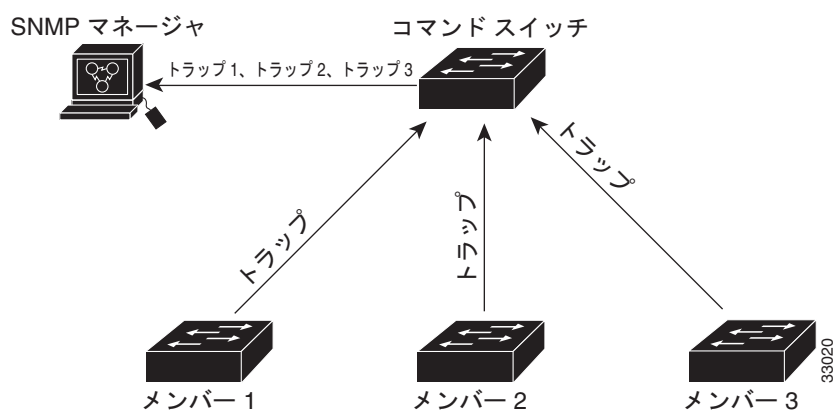 SNMP マネージャ
コマンド スイッチ
トラップ 1、トラップ 2、トラップ 3
トラップ
トラップ
トラップ
メンバー 1
メンバー 2
メンバー 3
33020